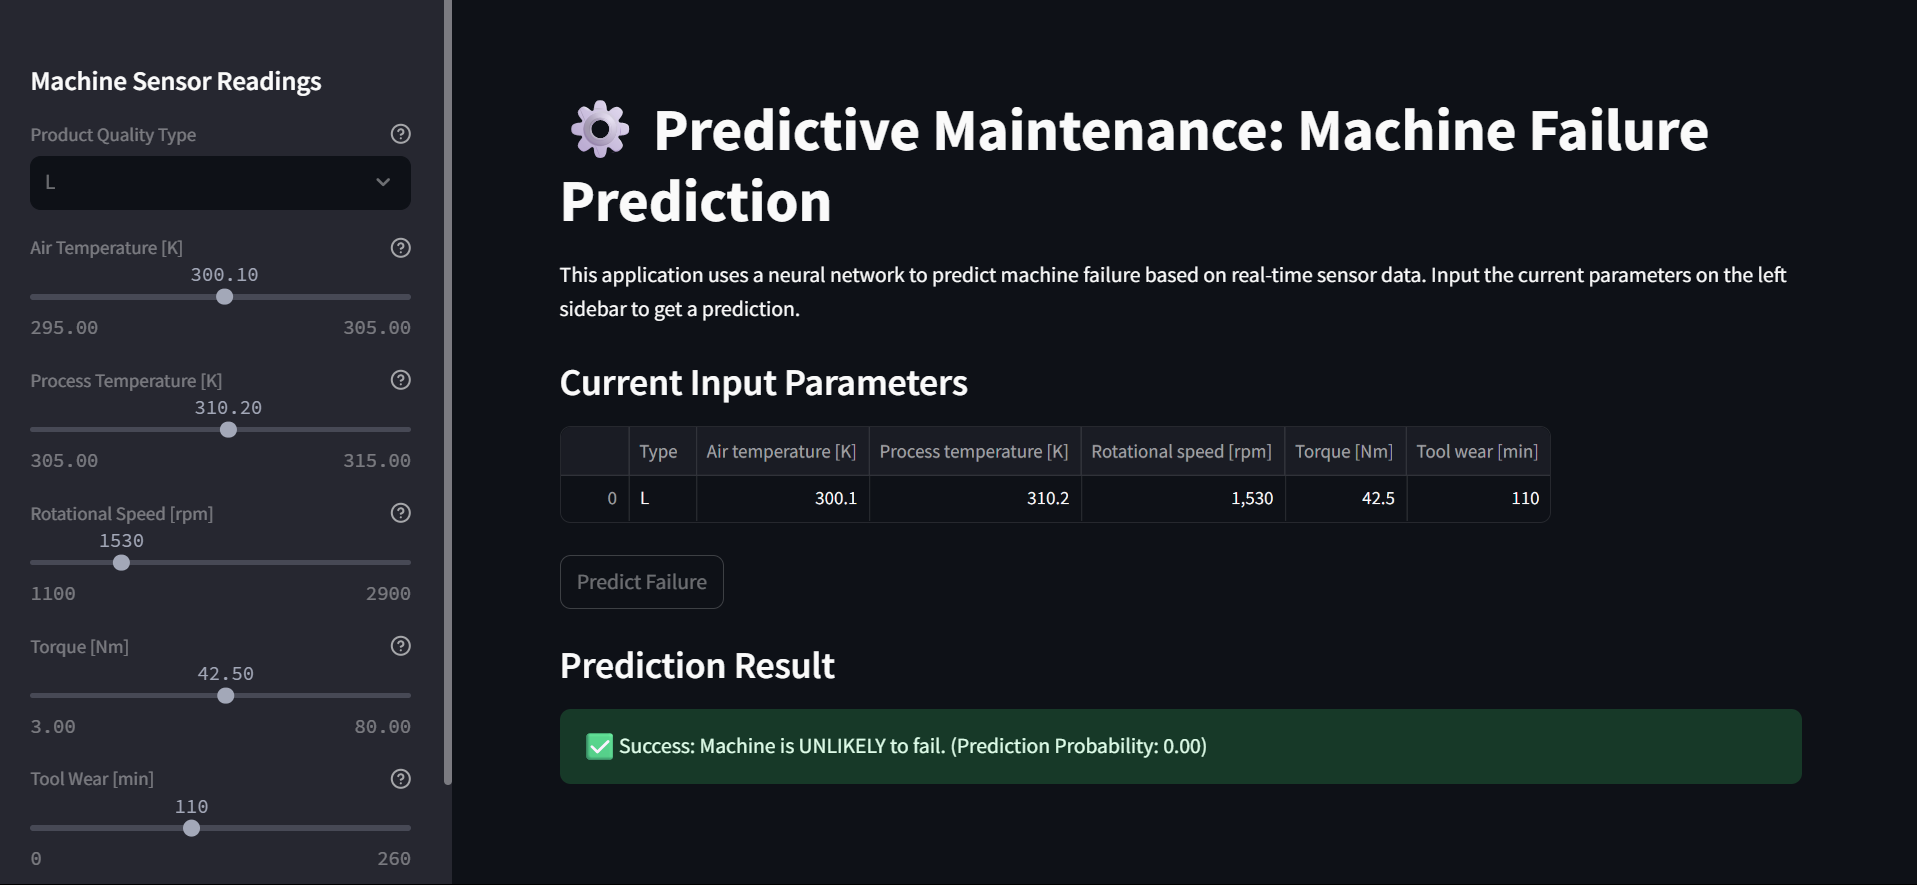 Machine Sensor Readings
Product Quality Type
L
Air Temperature [K]
300.10
295.00 305.00
Process Temperature [K]
310.20
305.00 315.00
Rotational Speed [rpm]
1530
1100 2900
Torque [Nm]
42.50
3.00 80.00
Tool Wear [min]
110
0 260
Predictive Maintenance: Machine Failure
Prediction
This application uses a neural network to predict machine failure based on real-time sensor data. Input the current parameters on the left
sidebar to get a prediction.
Current Input Parameters
Type Air temperature [K] Process temperature [K] Rotational speed [rpm] Torque [Nm] Tool wear [min]
0 L 300.1 310.2 1,530 42.5 110
Predict Failure
Prediction Result
Success: Machine is UNLIKELY to fail. (Prediction Probability: 0.00)